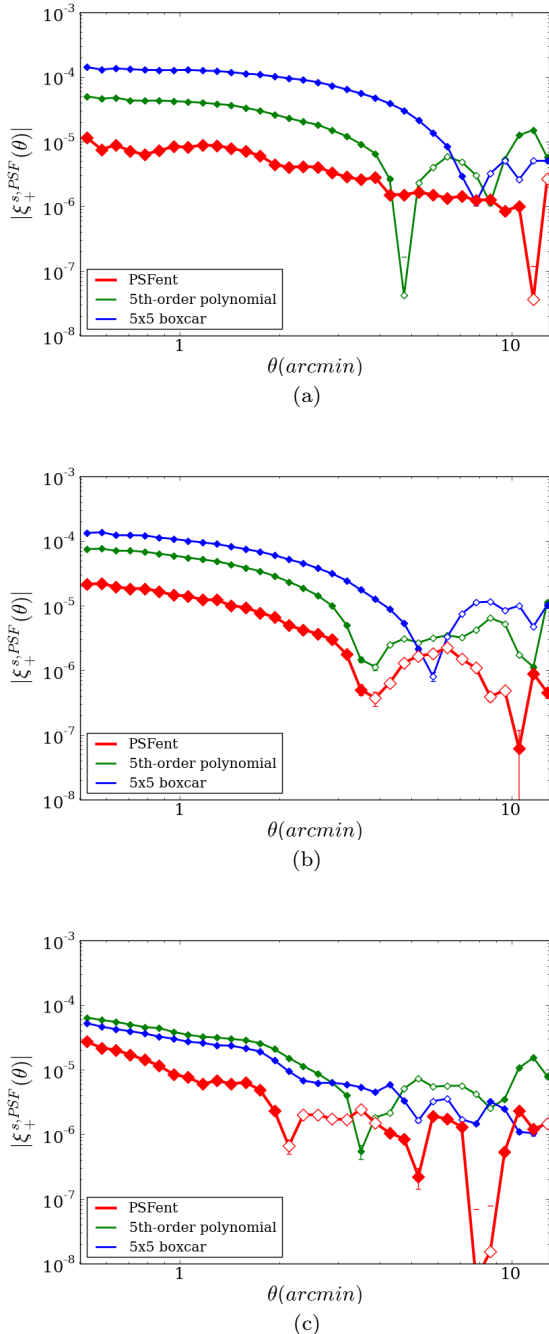 10^-3
10^-4
10^-5
10^-6
10^-7
10^-8
|ξ_+^{s,PSF}(θ)|
PSFent
5th-order polynomial
5x5 boxcar
1 10
θ(arcmin)
(a)
10^-3
10^-4
10^-5
10^-6
10^-7
10^-8
|ξ_+^{s,PSF}(θ)|
PSFent
5th-order polynomial
5x5 boxcar
1 10
θ(arcmin)
(b)
10^-3
10^-4
10^-5
10^-6
10^-7
10^-8
|ξ_+^{s,PSF}(θ)|
PSFent
5th-order polynomial
5x5 boxcar
1 10
θ(arcmin)
(c)